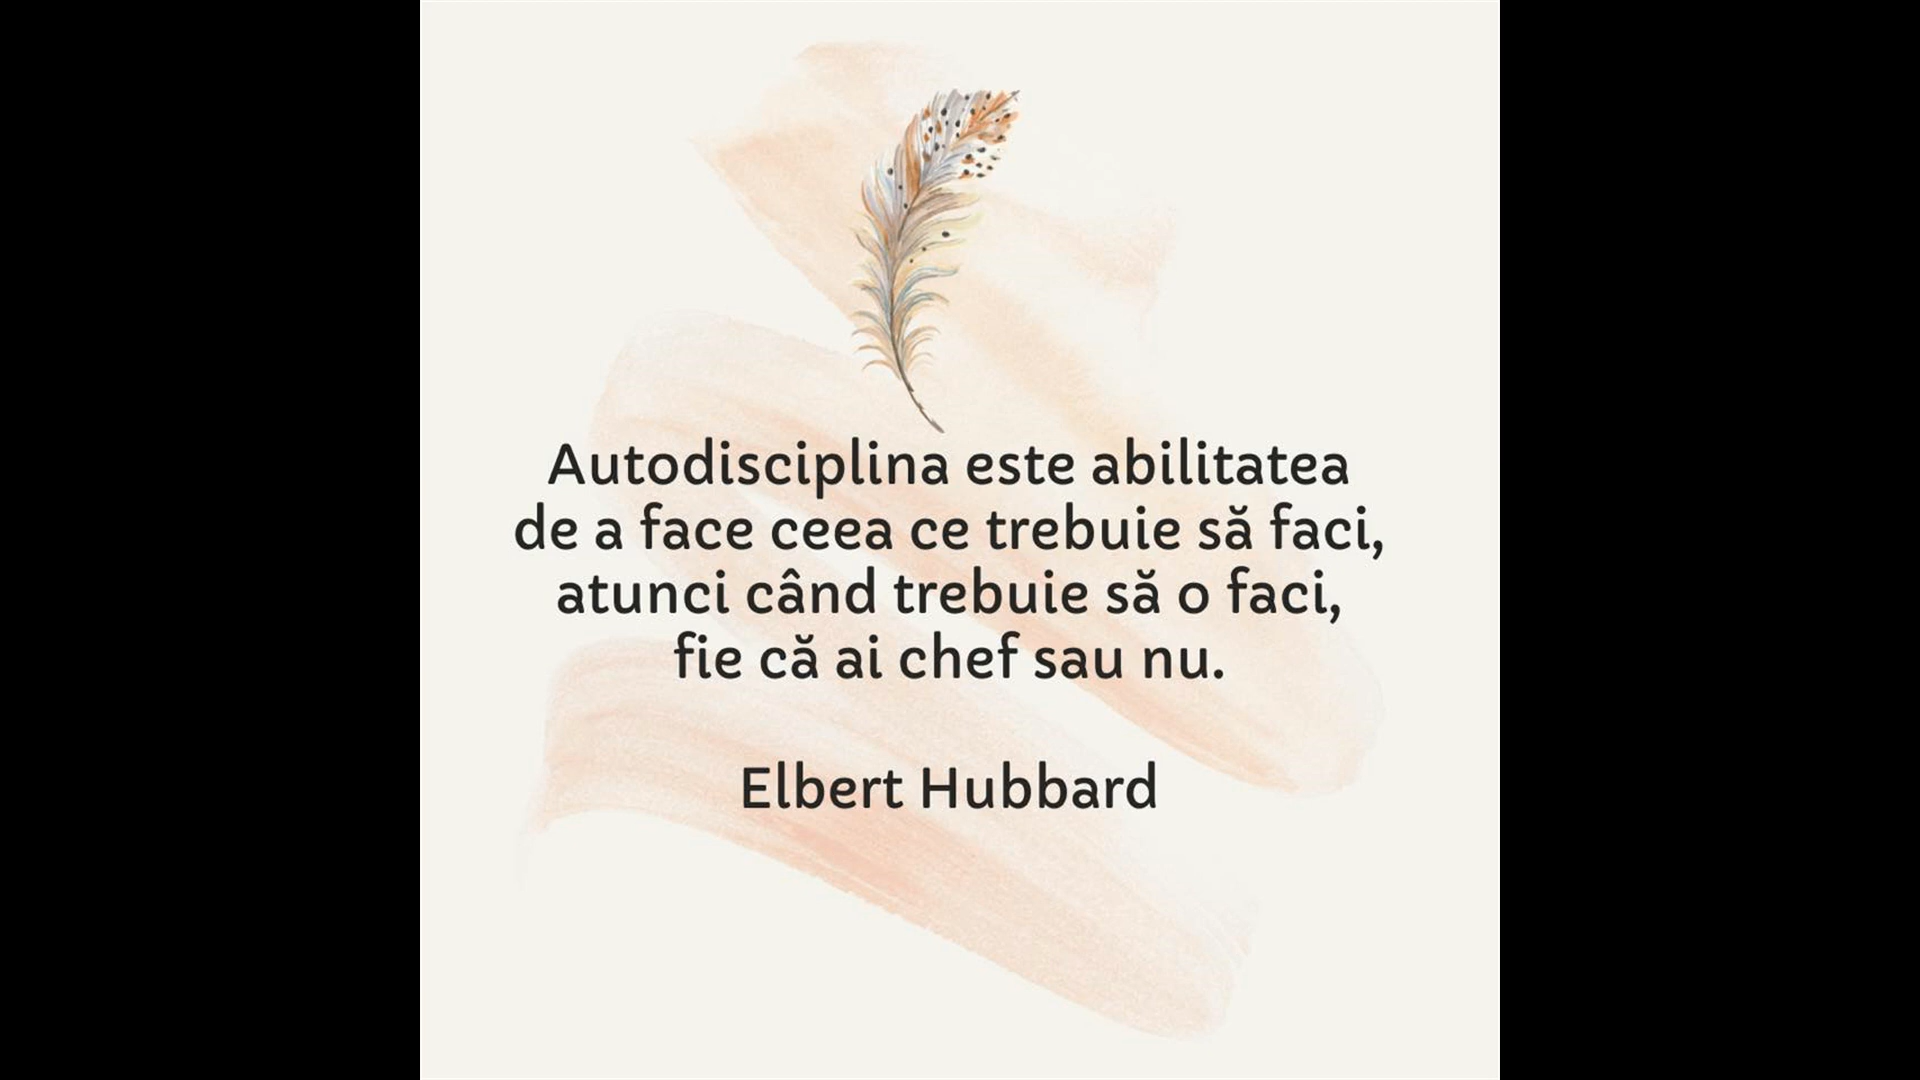 Autodisciplina este abilitatea
de a face ceea ce trebuie să faci,
atunci când trebuie să o faci,
fie că ai chef sau nu.
Elbert Hubbard